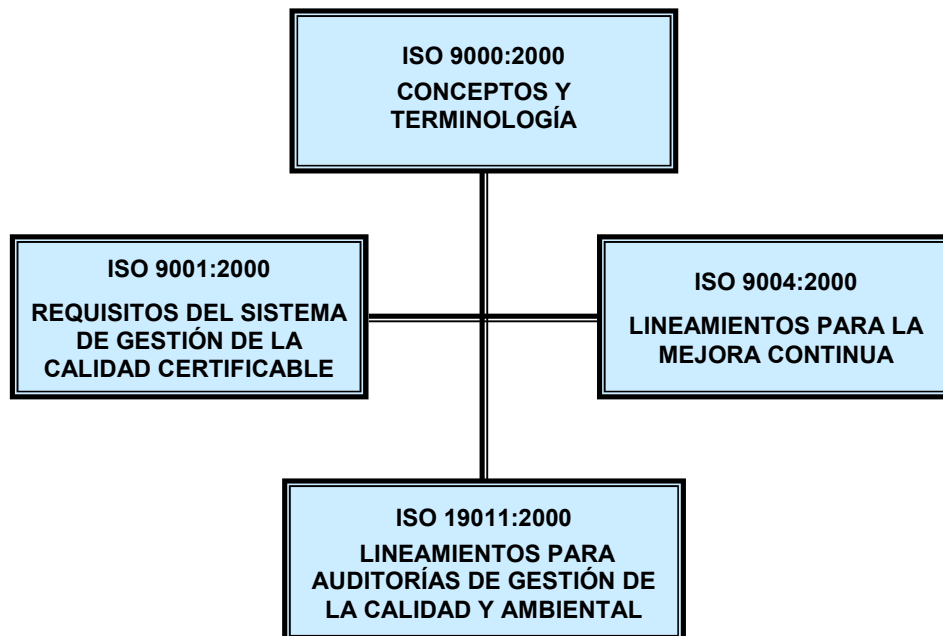 ISO 9000:2000
CONCEPTOS Y
TERMINOLOGÍA
ISO 9001:2000
REQUISITOS DEL SISTEMA
DE GESTIÓN DE LA
CALIDAD CERTIFICABLE
ISO 9004:2000
LINEAMIENTOS PARA LA
MEJORA CONTINUA
ISO 19011:2000
LINEAMIENTOS PARA
AUDITORÍAS DE GESTIÓN DE
LA CALIDAD Y AMBIENTAL